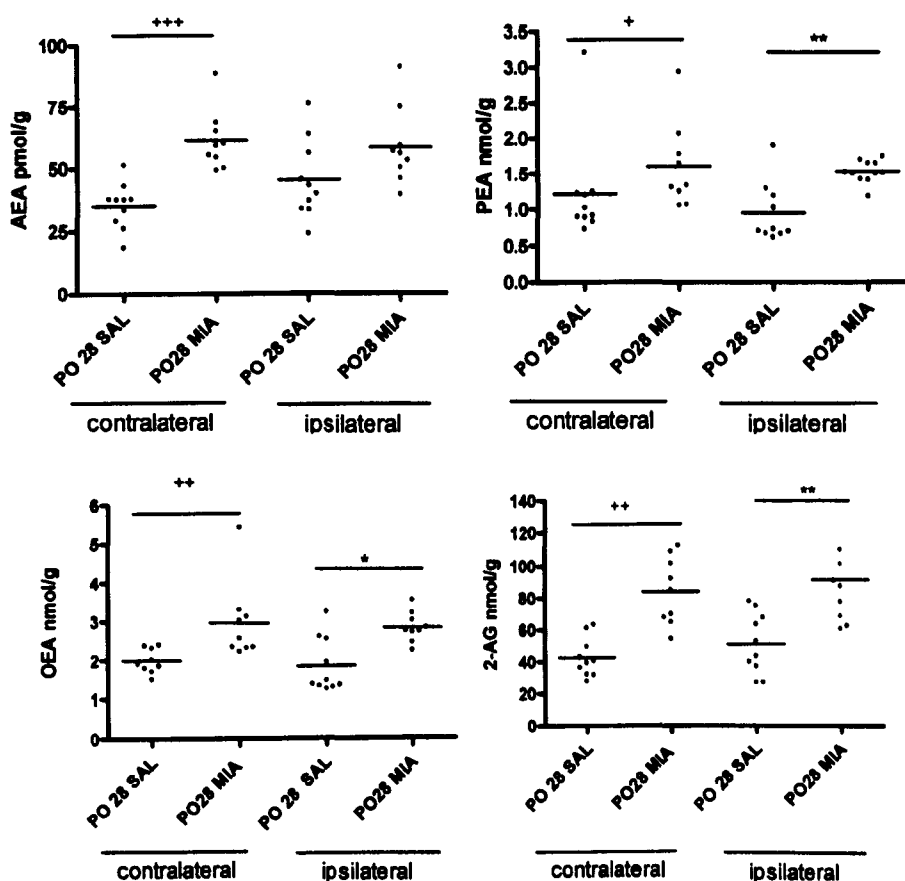 +++
100
75
50
25
0
AEA pmol/g
PO 28 SAL
PO28 MIA
PO 28 SAL
PO28 MIA
contralateral
ipsilateral
+
**
3.5
3.0
2.5
2.0
1.5
1.0
0.5
0.0
PEA nmol/g
PO 28 SAL
PO28 MIA
PO 28 SAL
PO28 MIA
contralateral
ipsilateral
++
*
6
5
4
3
2
1
0
OEA nmol/g
PO 28 SAL
PO28 MIA
PO 28 SAL
PO28 MIA
contralateral
ipsilateral
++
**
140
120
100
80
60
40
20
0
2-AG nmol/g
PO 28 SAL
PO28 MIA
PO 28 SAL
PO28 MIA
contralateral
ipsilateral